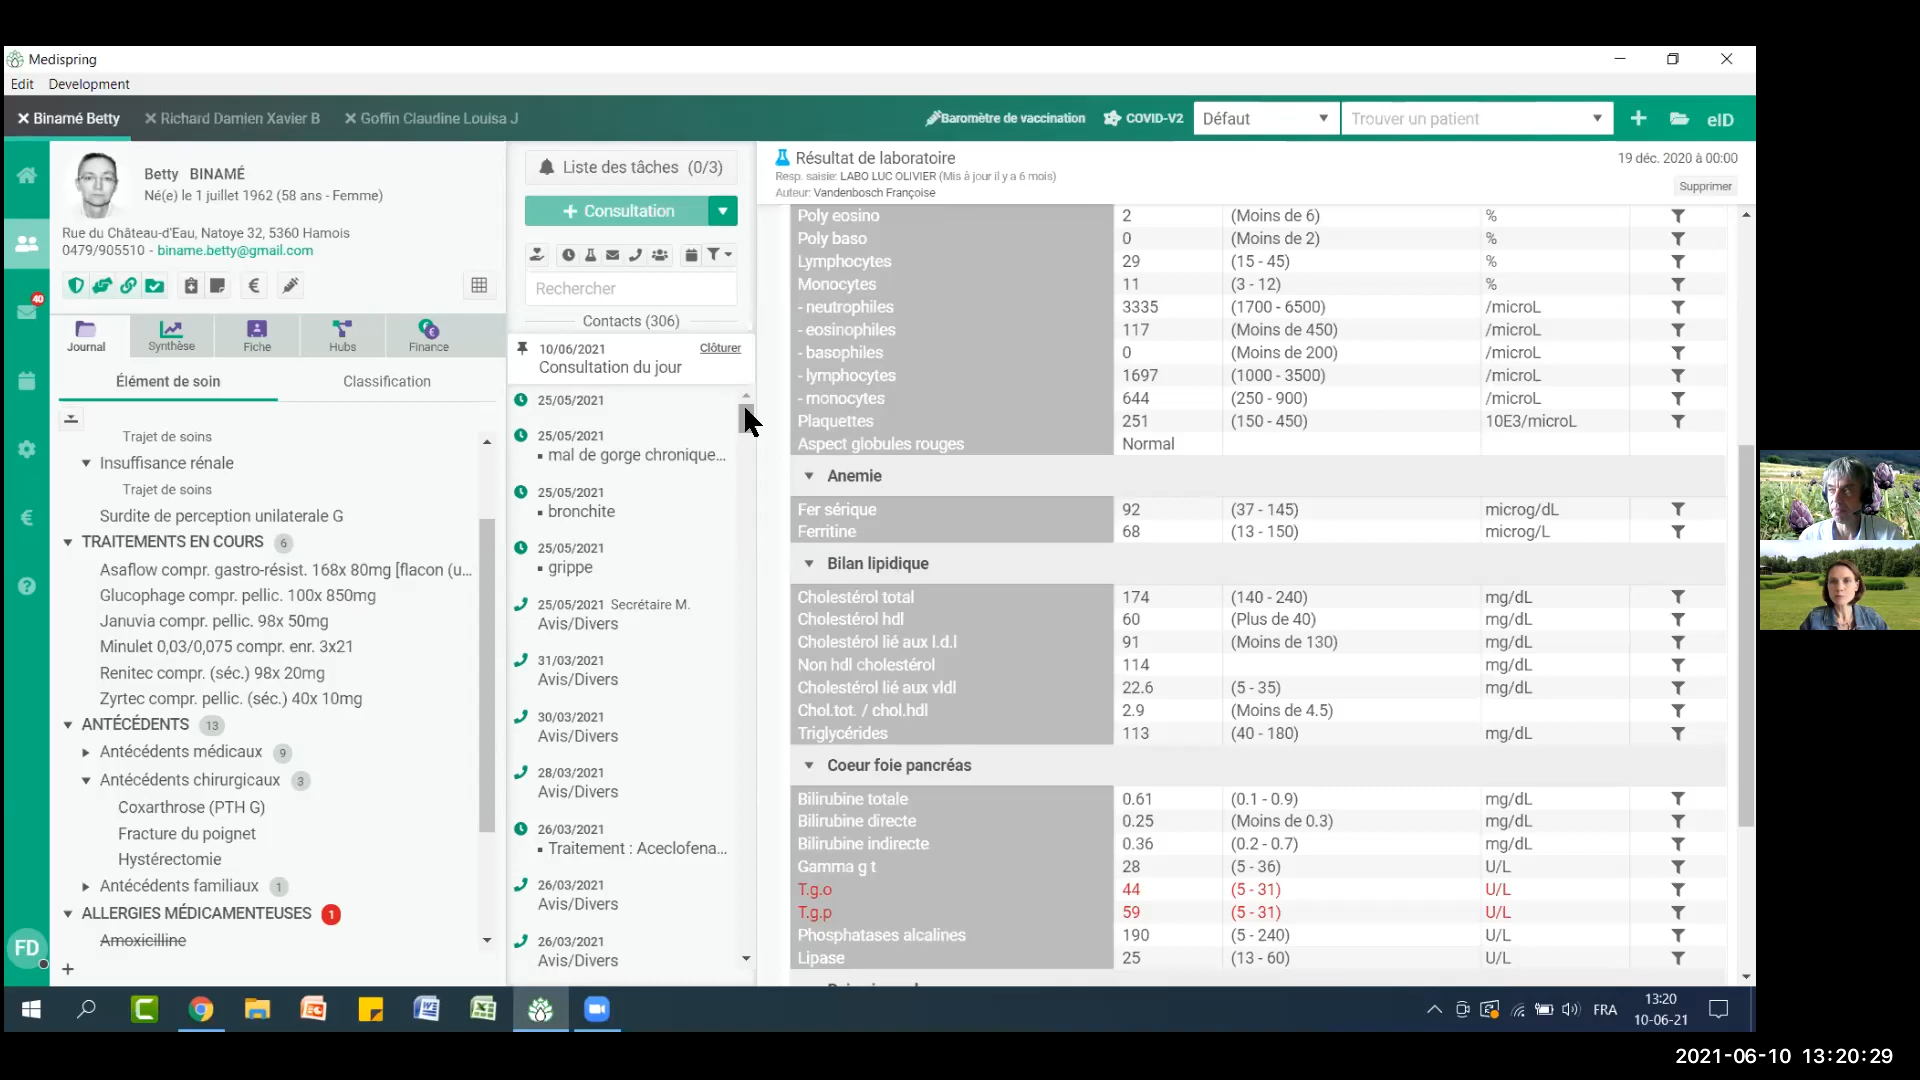 Medispring
Edit Development
Binamé Betty
Richard Damien Xavier B
Goffin Claudine Louisa J
Baromètre de vaccination
COVID-V2
Défaut
Trouver un patient
eID
Betty BINAMÉ
Né(e) le 1 juillet 1962 (58 ans - Femme)
Rue du Château-d'Eau, Natoye 32, 5360 Hamois
0479/905510 - biname.betty@gmail.com
40
Journal
Synthèse
Fiche
Hubs
Finance
Élément de soin
Classification
Trajet de soins
Insuffisance rénale
Trajet de soins
Surdite de perception unilaterale G
TRAITEMENTS EN COURS 6
Asaflow compr. gastro-résist. 168x 80mg [flacon (u...
Glucophage compr. pellic. 100x 850mg
Januvia compr. pellic. 98x 50mg
Minulet 0,03/0,075 compr. enr. 3x21
Renitec compr. (séc.) 98x 20mg
Zyrtec compr. pellic. (séc.) 40x 10mg
ANTÉCÉDENTS 13
Antécédents médicaux 9
Antécédents chirurgicaux 3
Coxarthrose (PTH G)
Fracture du poignet
Hystérectomie
Antécédents familiaux 1
ALLERGIES MÉDICAMENTEUSES 1
Amoxicilline
FD
+
Liste des tâches (0/3)
+ Consultation
Rechercher
Contacts (306)
10/06/2021 Clôturer
Consultation du jour
25/05/2021
25/05/2021
mal de gorge chronique...
25/05/2021
bronchite
25/05/2021
grippe
25/05/2021 Secrétaire M.
Avis/Divers
31/03/2021
Avis/Divers
30/03/2021
Avis/Divers
28/03/2021
Avis/Divers
26/03/2021
Traitement : Aceclofena...
26/03/2021
Avis/Divers
26/03/2021
Avis/Divers
Résultat de laboratoire
19 déc. 2020 à 00:00
Resp. saisie: LABO LUC OLIVIER (Mis à jour il y a 6 mois)
Auteur: Vandenbosch Françoise
Supprimer
Poly eosino 2 (Moins de 6) %
Poly baso 0 (Moins de 2) %
Lymphocytes 29 (15 - 45) %
Monocytes 11 (3 - 12) %
- neutrophiles 3335 (1700 - 6500) /microL
- eosinophiles 117 (Moins de 450) /microL
- basophiles 0 (Moins de 200) /microL
- lymphocytes 1697 (1000 - 3500) /microL
- monocytes 644 (250 - 900) /microL
Plaquettes 251 (150 - 450) 10E3/microL
Aspect globules rouges Normal
Anemie
Fer sérique 92 (37 - 145) microg/dL
Ferritine 68 (13 - 150) microg/L
Bilan lipidique
Cholestérol total 174 (140 - 240) mg/dL
Cholestérol hdl 60 (Plus de 40) mg/dL
Cholestérol lié aux l.d.l 91 (Moins de 130) mg/dL
Non hdl cholestérol 114 mg/dL
Cholestérol lié aux vldl 22.6 (5 - 35) mg/dL
Chol.tot. / chol.hdl 2.9 (Moins de 4.5)
Triglycérides 113 (40 - 180) mg/dL
Coeur foie pancréas
Bilirubine totale 0.61 (0.1 - 0.9) mg/dL
Bilirubine directe 0.25 (Moins de 0.3) mg/dL
Bilirubine indirecte 0.36 (0.2 - 0.7) mg/dL
Gamma g t 28 (5 - 36) U/L
T.g.o 44 (5 - 31) U/L
T.g.p 59 (5 - 31) U/L
Phosphatases alcalines 190 (5 - 240) U/L
Lipase 25 (13 - 60) U/L
FRA
13:20
10-06-21
2021-06-10 13:20:29